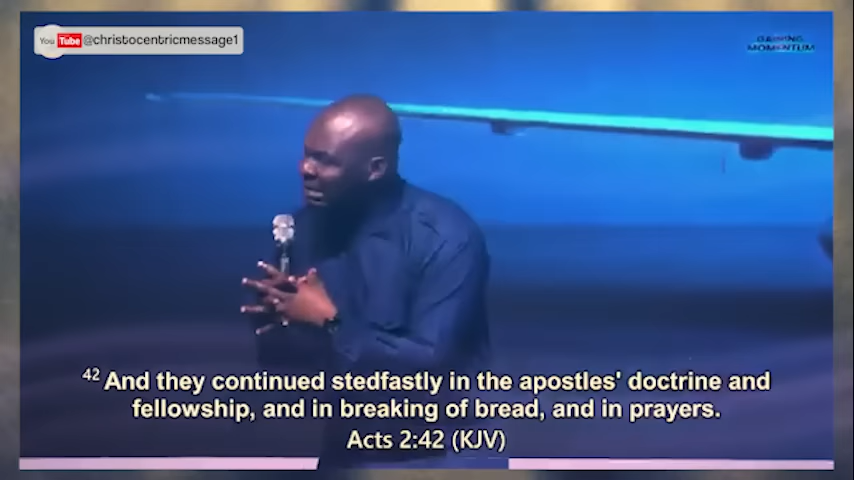 You Tube @christocentricmessage1
GAINING
MOMENTUM
42 And they continued stedfastly in the apostles' doctrine and
fellowship, and in breaking of bread, and in prayers.
Acts 2:42 (KJV)